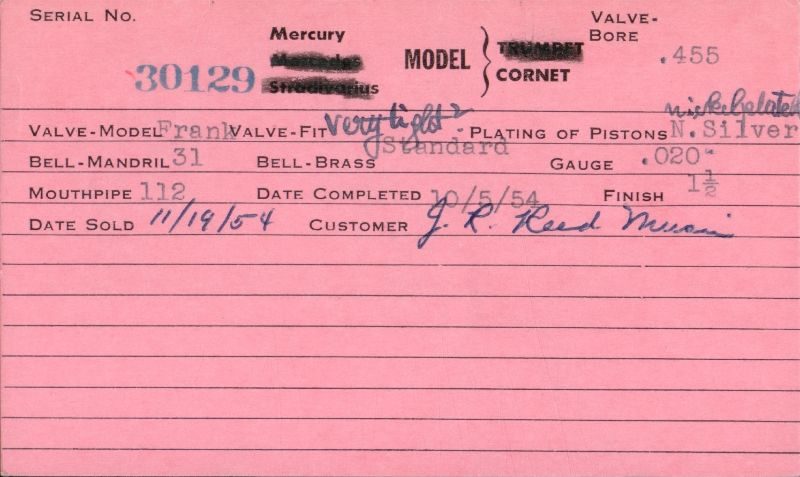 SERIAL NO. 30129
Mercury
Mercedes
Stradivarius
MODEL
TRUMPET
CORNET
VALVE-BORE .455
nickelplated
VALVE-MODEL Frank VALVE-FIT very tight PLATING OF PISTONS N. Silver
BELL-MANDRIL 31 BELL-BRASS Standard GAUGE .020"
MOUTHPIPE 112 DATE COMPLETED 10/5/54 FINISH 1½
DATE SOLD 11/19/54 CUSTOMER J. R. Reed Music